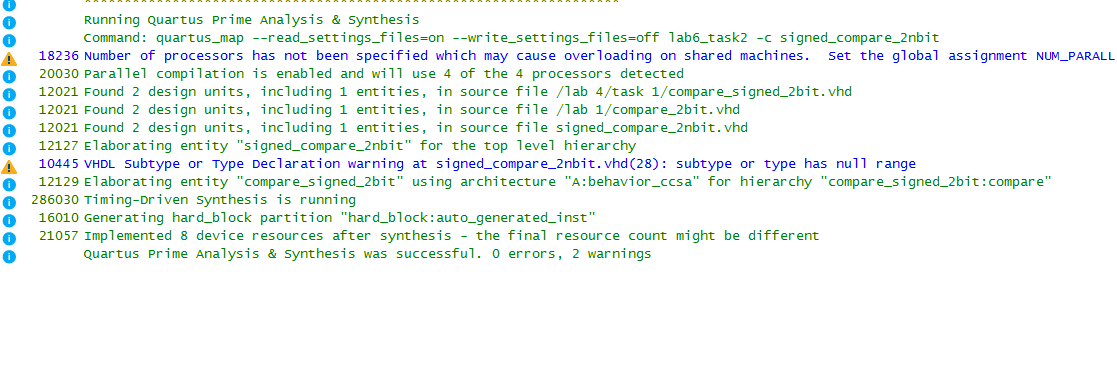 Running Quartus Prime Analysis & Synthesis
Command: quartus_map --read_settings_files=on --write_settings_files=off lab6_task2 -c signed_compare_2nbit
18236 Number of processors has not been specified which may cause overloading on shared machines.  Set the global assignment NUM_PARALL
20030 Parallel compilation is enabled and will use 4 of the 4 processors detected
12021 Found 2 design units, including 1 entities, in source file /lab 4/task 1/compare_signed_2bit.vhd
12021 Found 2 design units, including 1 entities, in source file /lab 1/compare_2bit.vhd
12021 Found 2 design units, including 1 entities, in source file signed_compare_2nbit.vhd
12127 Elaborating entity "signed_compare_2nbit" for the top level hierarchy
10445 VHDL Subtype or Type Declaration warning at signed_compare_2nbit.vhd(28): subtype or type has null range
12129 Elaborating entity "compare_signed_2bit" using architecture "A:behavior_ccsa" for hierarchy "compare_signed_2bit:compare"
286030 Timing-Driven Synthesis is running
16010 Generating hard_block partition "hard_block:auto_generated_inst"
21057 Implemented 8 device resources after synthesis - the final resource count might be different
Quartus Prime Analysis & Synthesis was successful. 0 errors, 2 warnings